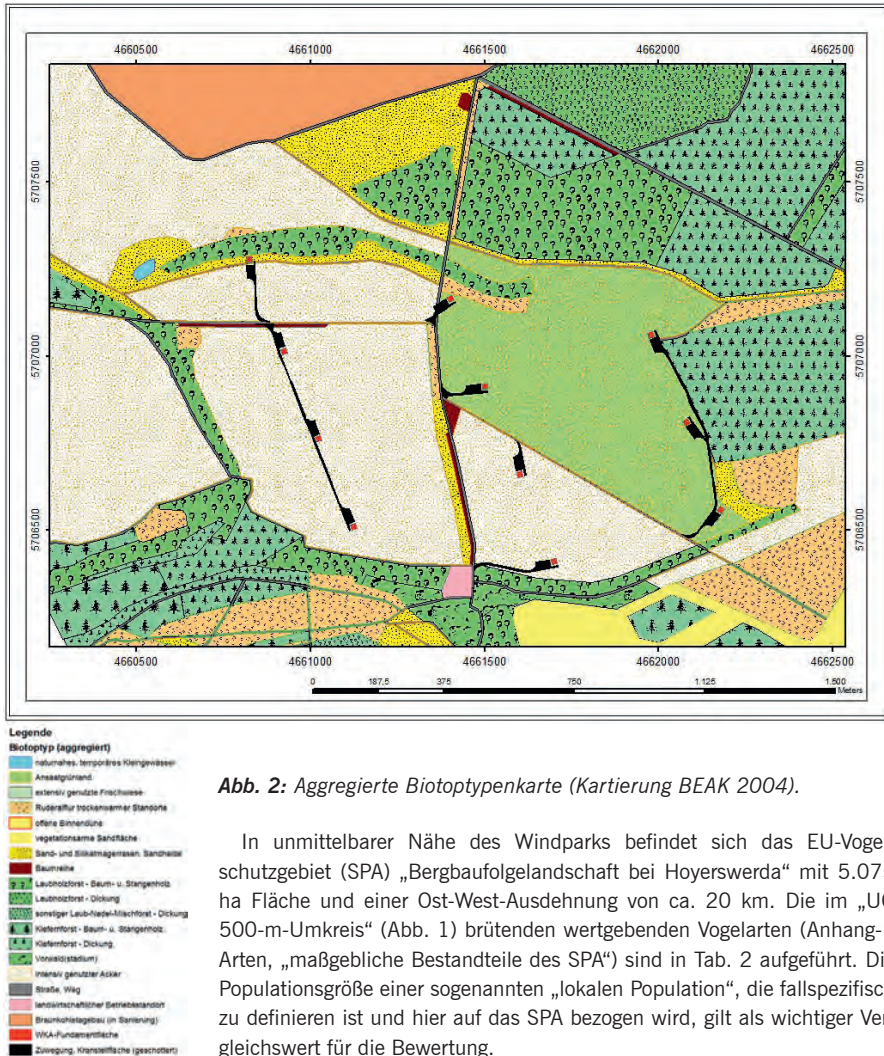 4660500 4661000 4661500 4662000 4662500
5707500 5707500
5707000 5707000
5706500 5706500
4660500 4661000 4661500 4662000 4662500
0 187,5 375 750 1.125 1.500
Meters
Legende
Biotoptyp (aggregiert)
naturnahes, temporäres Kleingewässer
Ansaatgrünland
extensiv genutzte Frischwiese
Ruderalflur trockenwarmer Standorte
offene Binnendüne
vegetationsarme Sandfläche
Sand- und Silikatmagerrasen, Sandheide
Baumreihe
Laubholzforst - Baum- u. Stangenholz
Laubholzforst - Dickung
sonstiger Laub-Nadel-Mischforst - Dickung
Kiefernforst - Baum- u. Stangenholz
Kiefernforst - Dickung
Vorwald(stadium)
Intensiv genutzter Acker
Straße, Weg
landwirtschaftlicher Betriebsstandort
Braunkohletagebau (in Sanierung)
WKA-Fundamentfläche
Zuwegung, Kranstellfläche (geschottert)
Abb. 2: Aggregierte Biotoptypenkarte (Kartierung BEAK 2004).
In unmittelbarer Nähe des Windparks befindet sich das EU-Voge
schutzgebiet (SPA) „Bergbaufolgelandschaft bei Hoyerswerda“ mit 5.07
ha Fläche und einer Ost-West-Ausdehnung von ca. 20 km. Die im „UG
500-m-Umkreis“ (Abb. 1) brütenden wertgebenden Vogelarten (Anhang-
Arten, „maßgebliche Bestandteile des SPA“) sind in Tab. 2 aufgeführt. Di
Populationsgröße einer sogenannten „lokalen Population“, die fallspezifisc
zu definieren ist und hier auf das SPA bezogen wird, gilt als wichtiger Ver
gleichswert für die Bewertung.